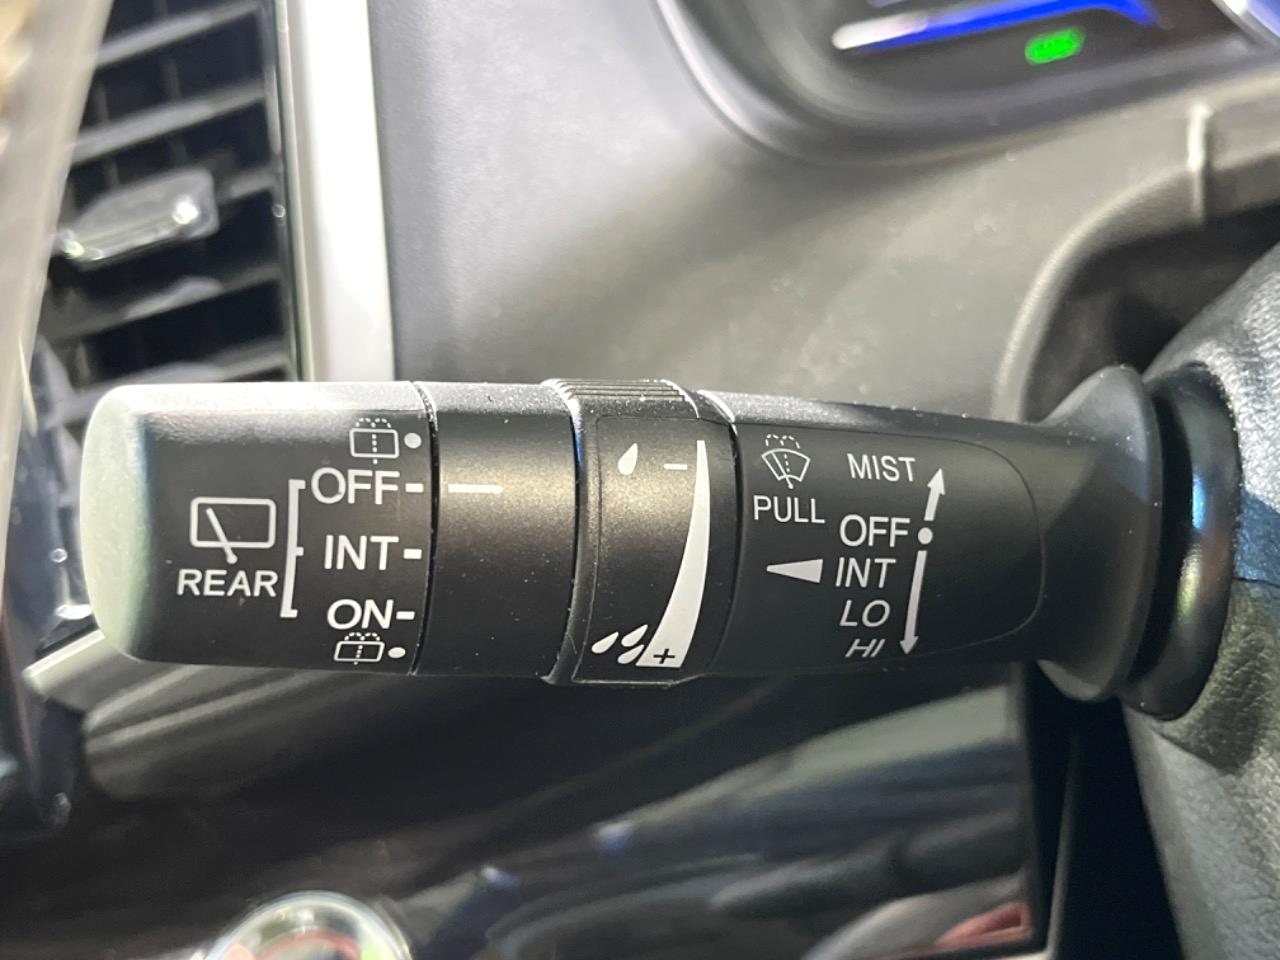 REAR
OFF
INT
ON
-
+
PULL
MIST
OFF
INT
LO
HI